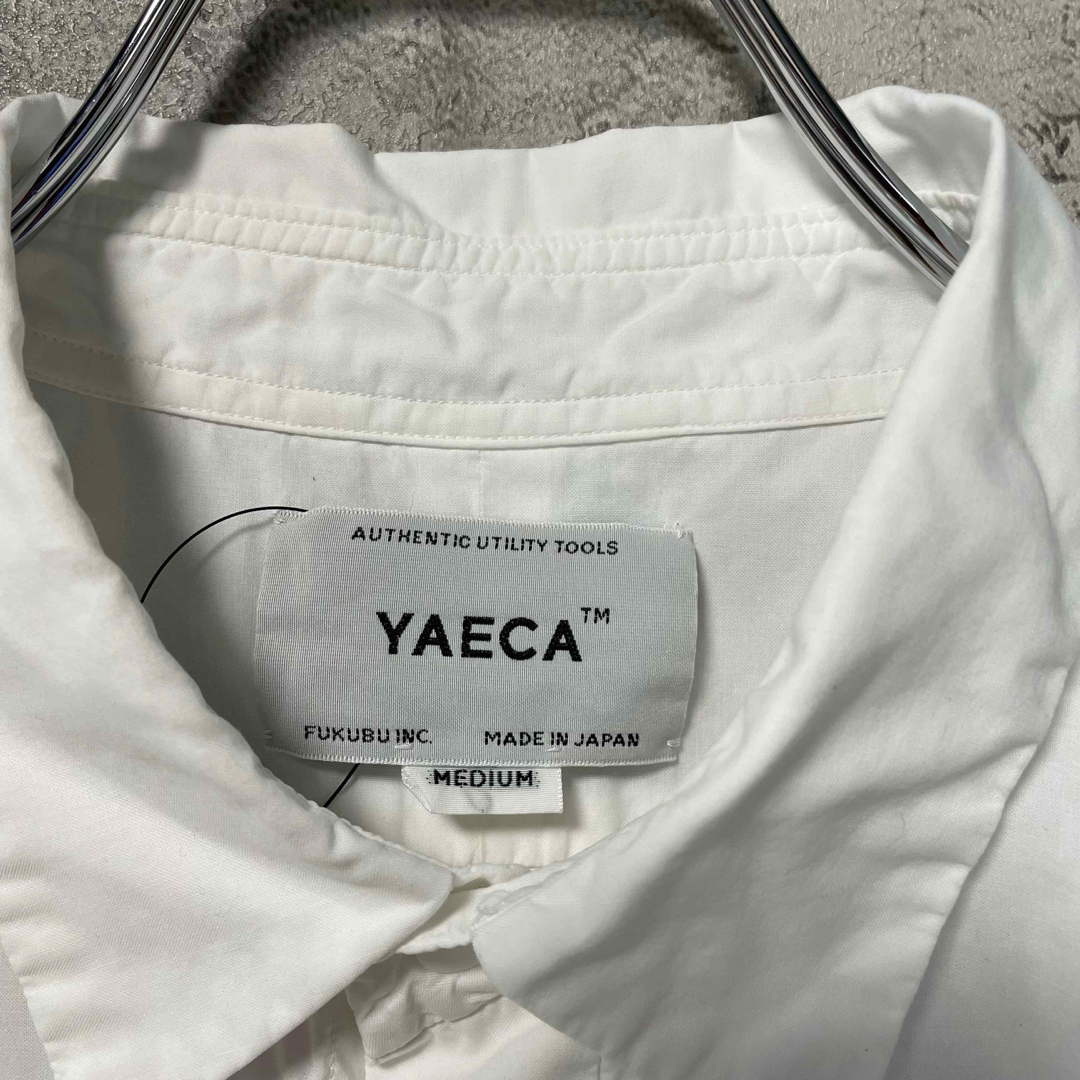 AUTHENTIC UTILITY TOOLS
YAECA™
FUKUBU INC. MADE IN JAPAN
MEDIUM